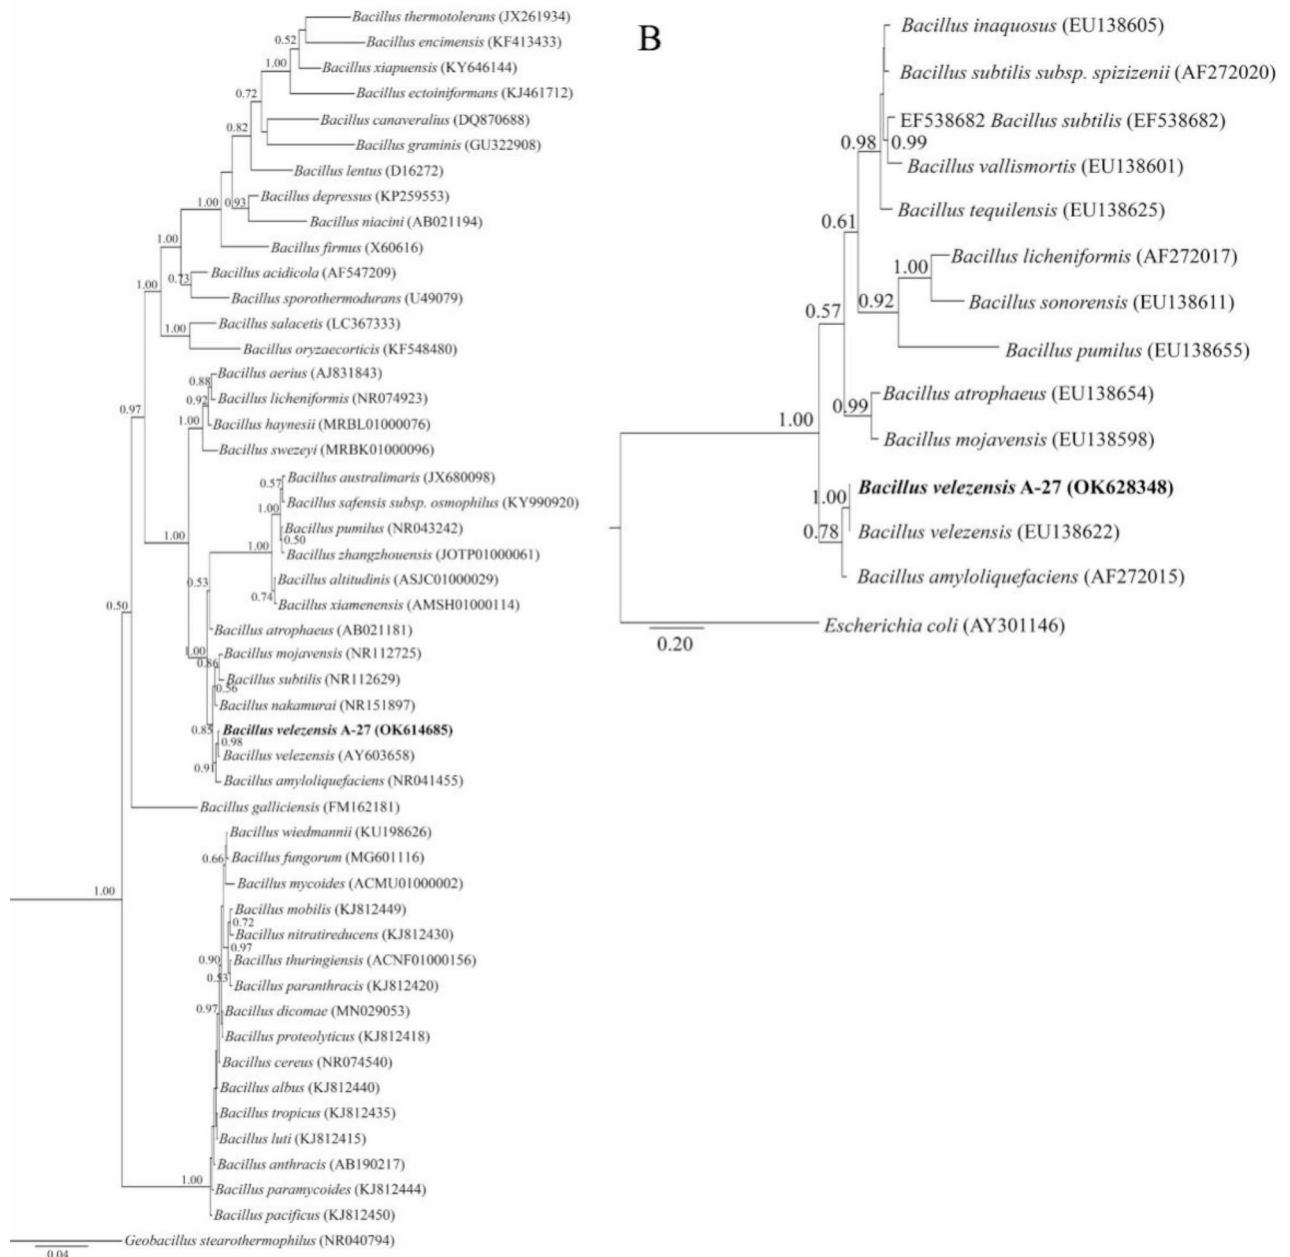 Bacillus thermotolerans (JX261934)
0.52
Bacillus encimensis (KF413433)
1.00
Bacillus xiapuensis (KY646144)
0.72
Bacillus ectoiniformans (KJ461712)
0.82
Bacillus canaveralius (DQ870688)
Bacillus graminis (GU322908)
Bacillus lentus (D16272)
1.00
0.93
Bacillus depressus (KP259553)
Bacillus niacini (AB021194)
1.00
Bacillus firmus (X60616)
1.00
0.73
Bacillus acidicola (AF547209)
Bacillus sporothermodurans (U49079)
1.00
Bacillus salacetis (LC367333)
Bacillus oryzaecorticis (KF548480)
0.88
Bacillus aerius (AJ831843)
0.97
0.92
Bacillus licheniformis (NR074923)
1.00
Bacillus haynesii (MRBL01000076)
Bacillus swezeyi (MRBK01000096)
0.57
Bacillus australimaris (JX680098)
1.00
Bacillus safensis subsp. osmophilus (KY990920)
1.00
Bacillus pumilus (NR043242)
1.00
0.50
Bacillus zhangzhouensis (JOTP01000061)
0.53
Bacillus altitudinis (ASJC01000029)
0.50
0.74
Bacillus xiamenensis (AMSH01000114)
Bacillus atrophaeus (AB021181)
1.00
0.86
Bacillus mojavensis (NR112725)
Bacillus subtilis (NR112629)
0.56
Bacillus nakamurai (NR151897)
0.85
Bacillus velezensis A-27 (OK614685)
0.98
Bacillus velezensis (AY603658)
0.91
Bacillus amyloliquefaciens (NR041455)
Bacillus galliciensis (FM162181)
Bacillus wiedmannii (KU198626)
0.66
Bacillus fungorum (MG601116)
1.00
Bacillus mycoides (ACMU01000002)
Bacillus mobilis (KJ812449)
0.72
Bacillus nitratireducens (KJ812430)
0.97
0.90
Bacillus thuringiensis (ACNF01000156)
0.53
Bacillus paranthracis (KJ812420)
0.97
Bacillus dicomae (MN029053)
Bacillus proteolyticus (KJ812418)
Bacillus cereus (NR074540)
Bacillus albus (KJ812440)
Bacillus tropicus (KJ812435)
Bacillus luti (KJ812415)
Bacillus anthracis (AB190217)
1.00
Bacillus paramycoides (KJ812444)
Bacillus pacificus (KJ812450)
Geobacillus stearothermophilus (NR040794)
0.04
B
Bacillus inaquosus (EU138605)
Bacillus subtilis subsp. spizizenii (AF272020)
EF538682 Bacillus subtilis (EF538682)
0.98
0.99
Bacillus vallismortis (EU138601)
Bacillus tequilensis (EU138625)
0.61
Bacillus licheniformis (AF272017)
1.00
0.92
Bacillus sonorensis (EU138611)
0.57
Bacillus pumilus (EU138655)
Bacillus atrophaeus (EU138654)
0.99
1.00
Bacillus mojavensis (EU138598)
Bacillus velezensis A-27 (OK628348)
1.00
0.78
Bacillus velezensis (EU138622)
Bacillus amyloliquefaciens (AF272015)
Escherichia coli (AY301146)
0.20